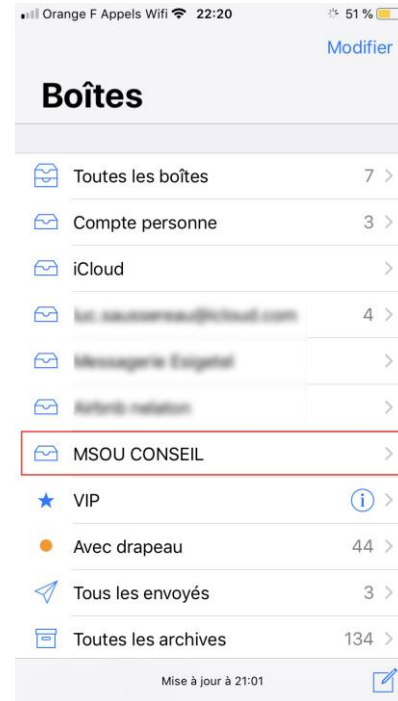 Orange F Appels Wifi 22:20 51 %
Modifier
Boîtes
Toutes les boîtes 7
Compte personne 3
iCloud
4
MSOU CONSEIL
VIP
Avec drapeau 44
Tous les envoyés 3
Toutes les archives 134
Mise à jour à 21:01